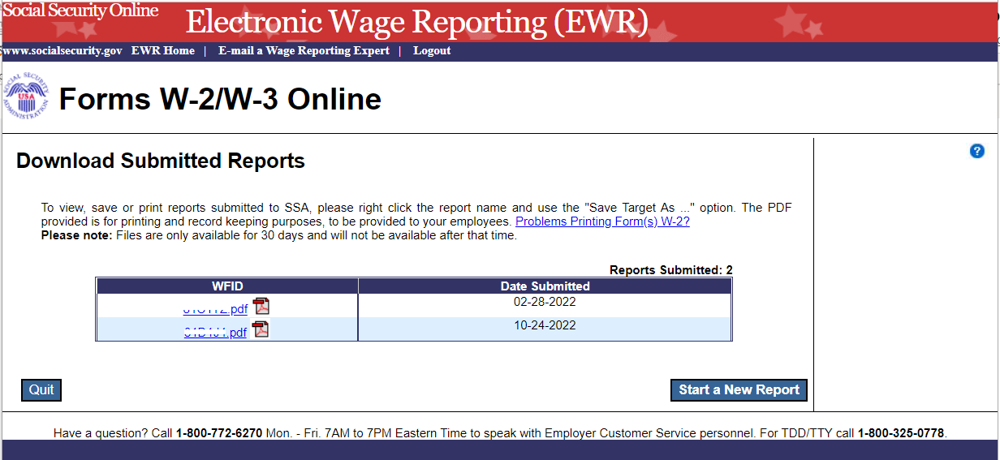 Social Security Online
Electronic Wage Reporting (EWR)
www.socialsecurity.gov EWR Home | E-mail a Wage Reporting Expert | Logout
SOCIAL SECURITY ADMINISTRATION
USA
Forms W-2/W-3 Online
Download Submitted Reports
?
To view, save or print reports submitted to SSA, please right click the report name and use the "Save Target As ..." option. The PDF
provided is for printing and record keeping purposes, to be provided to your employees. Problems Printing Form(s) W-2?
Please note: Files are only available for 30 days and will not be available after that time.
Reports Submitted: 2
WFID Date Submitted
.pdf 02-28-2022
.pdf 10-24-2022
Quit Start a New Report
Have a question? Call 1-800-772-6270 Mon. - Fri. 7AM to 7PM Eastern Time to speak with Employer Customer Service personnel. For TDD/TTY call 1-800-325-0778.